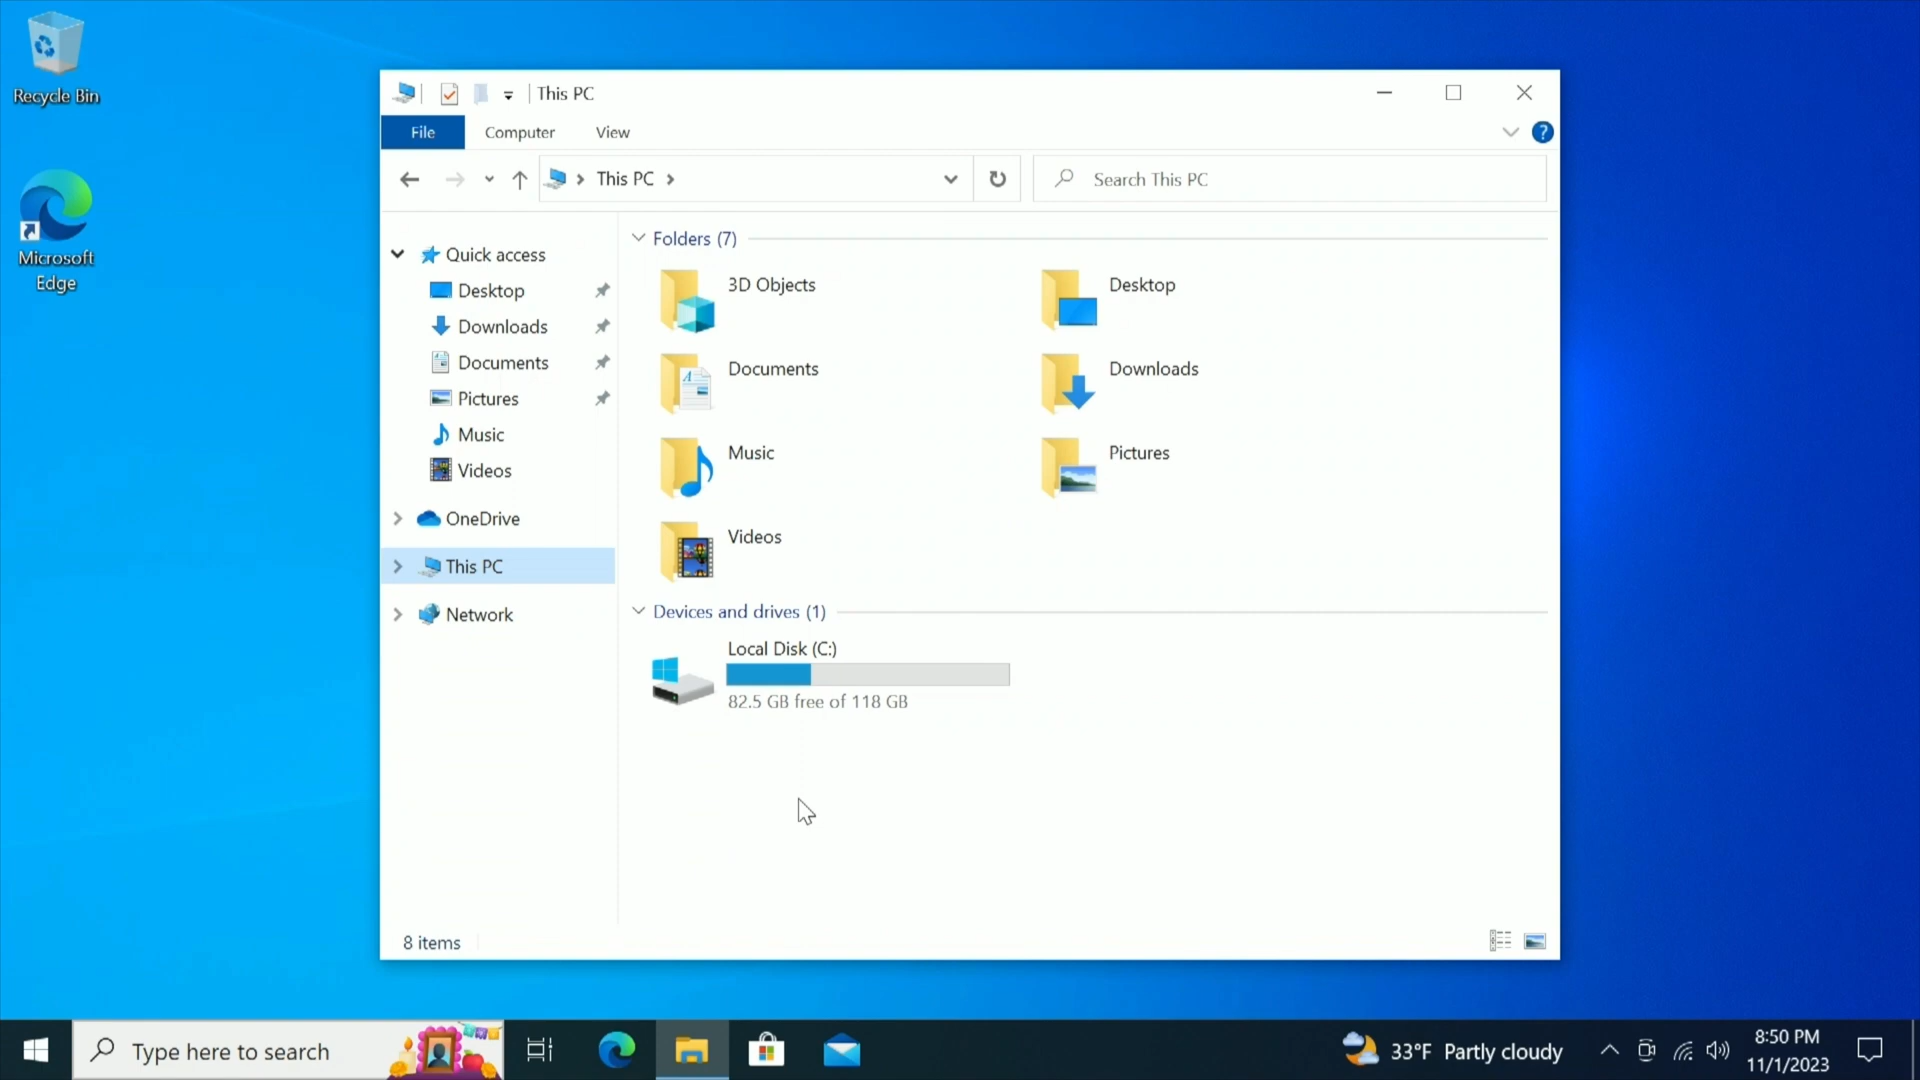 Recycle Bin
Microsoft
Edge
This PC
File Computer View
?
This PC
Search This PC
Quick access
Desktop
Downloads
Documents
Pictures
Music
Videos
OneDrive
This PC
Network
Folders (7)
3D Objects
Desktop
Documents
Downloads
Music
Pictures
Videos
Devices and drives (1)
Local Disk (C:)
82.5 GB free of 118 GB
8 items
Type here to search
33°F Partly cloudy
8:50 PM
11/1/2023